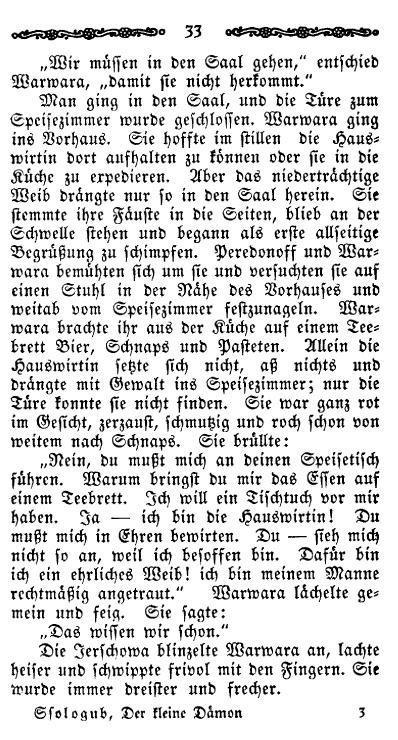 33
„Wir müssen in den Saal gehen,“ entschied
Warwara, „damit sie nicht herkommt.“
Man ging in den Saal, und die Türe zum
Speisezimmer wurde geschlossen. Warwara ging
ins Vorhaus. Sie hoffte im stillen die Haus-
wirtin dort aufhalten zu können oder sie in die
Küche zu expedieren. Aber das niederträchtige
Weib drängte nur so in den Saal herein. Sie
stemmte ihre Fäuste in die Seiten, blieb an der
Schwelle stehen und begann als erste allseitige
Begrüßung zu schimpfen. Peredonoff und War-
wara bemühten sich um sie und versuchten sie auf
einen Stuhl in der Nähe des Vorhauses und
weitab vom Speisezimmer festzunageln. War-
wara brachte ihr aus der Küche auf einem Tee-
brett Bier, Schnaps und Pasteten. Allein die
Hauswirtin setzte sich nicht, aß nichts und
drängte mit Gewalt ins Speisezimmer; nur die
Türe konnte sie nicht finden. Sie war ganz rot
im Gesicht, zerzaust, schmutzig und roch schon von
weitem nach Schnaps. Sie brüllte:
„Nein, du mußt mich an deinen Speisetisch
führen. Warum bringst du mir das Essen auf
einem Teebrett. Ich will ein Tischtuch vor mir
haben. Ja — ich bin die Hauswirtin! Du
mußt mich in Ehren bewirten. Du — sieh mich
nicht so an, weil ich besoffen bin. Dafür bin
ich ein ehrliches Weib! ich bin meinem Manne
rechtmäßig angetraut.“ Warwara lächelte ge-
mein und feig. Sie sagte:
„Das wissen wir schon.“
Die Jerschowa blinzelte Warwara an, lachte
heiser und schwippte frivol mit den Fingern. Sie
wurde immer dreister und frecher.
Ssologub, Der kleine Dämon 3